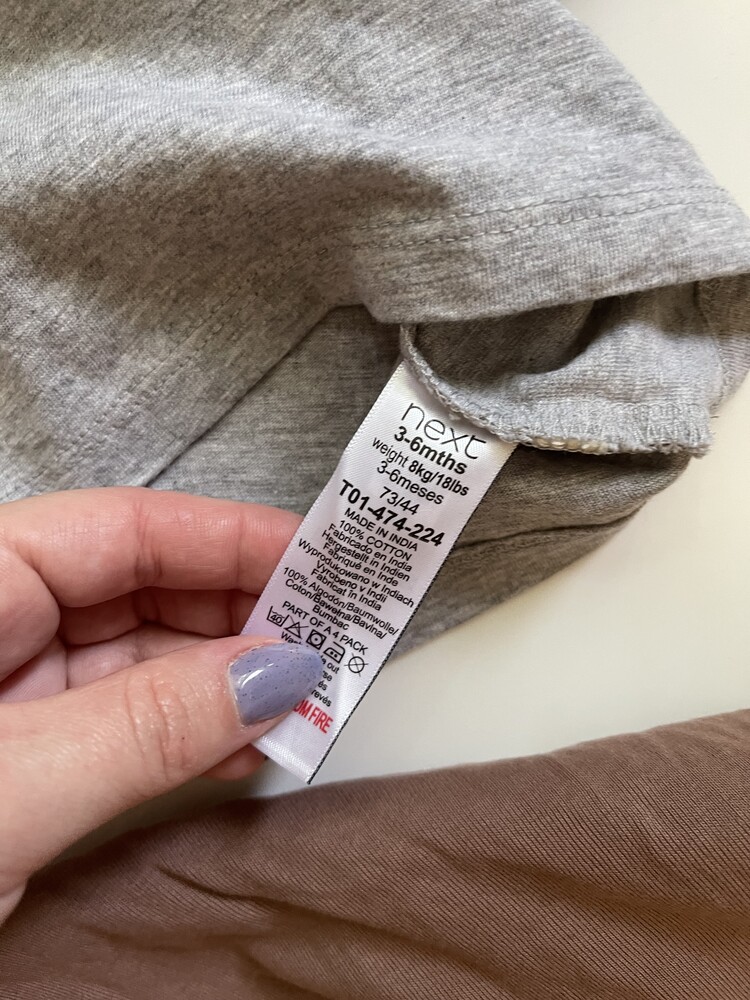 next
3-6mths
weight 8kg/18lbs
3-6meses
73/44
T01-474-224
MADE IN INDIA
100% COTTON
Fabricado en India
Hergestellt in Indien
Fabriqué en Inde
Wyprodukowano w Indiach
Vyrobeno v Indii
Fabricat în India
100% Algodón/Baumwolle/
Coton/Bawełna/Bavlna/
Bumbac
PART OF A 4 PACK
out
FIRE